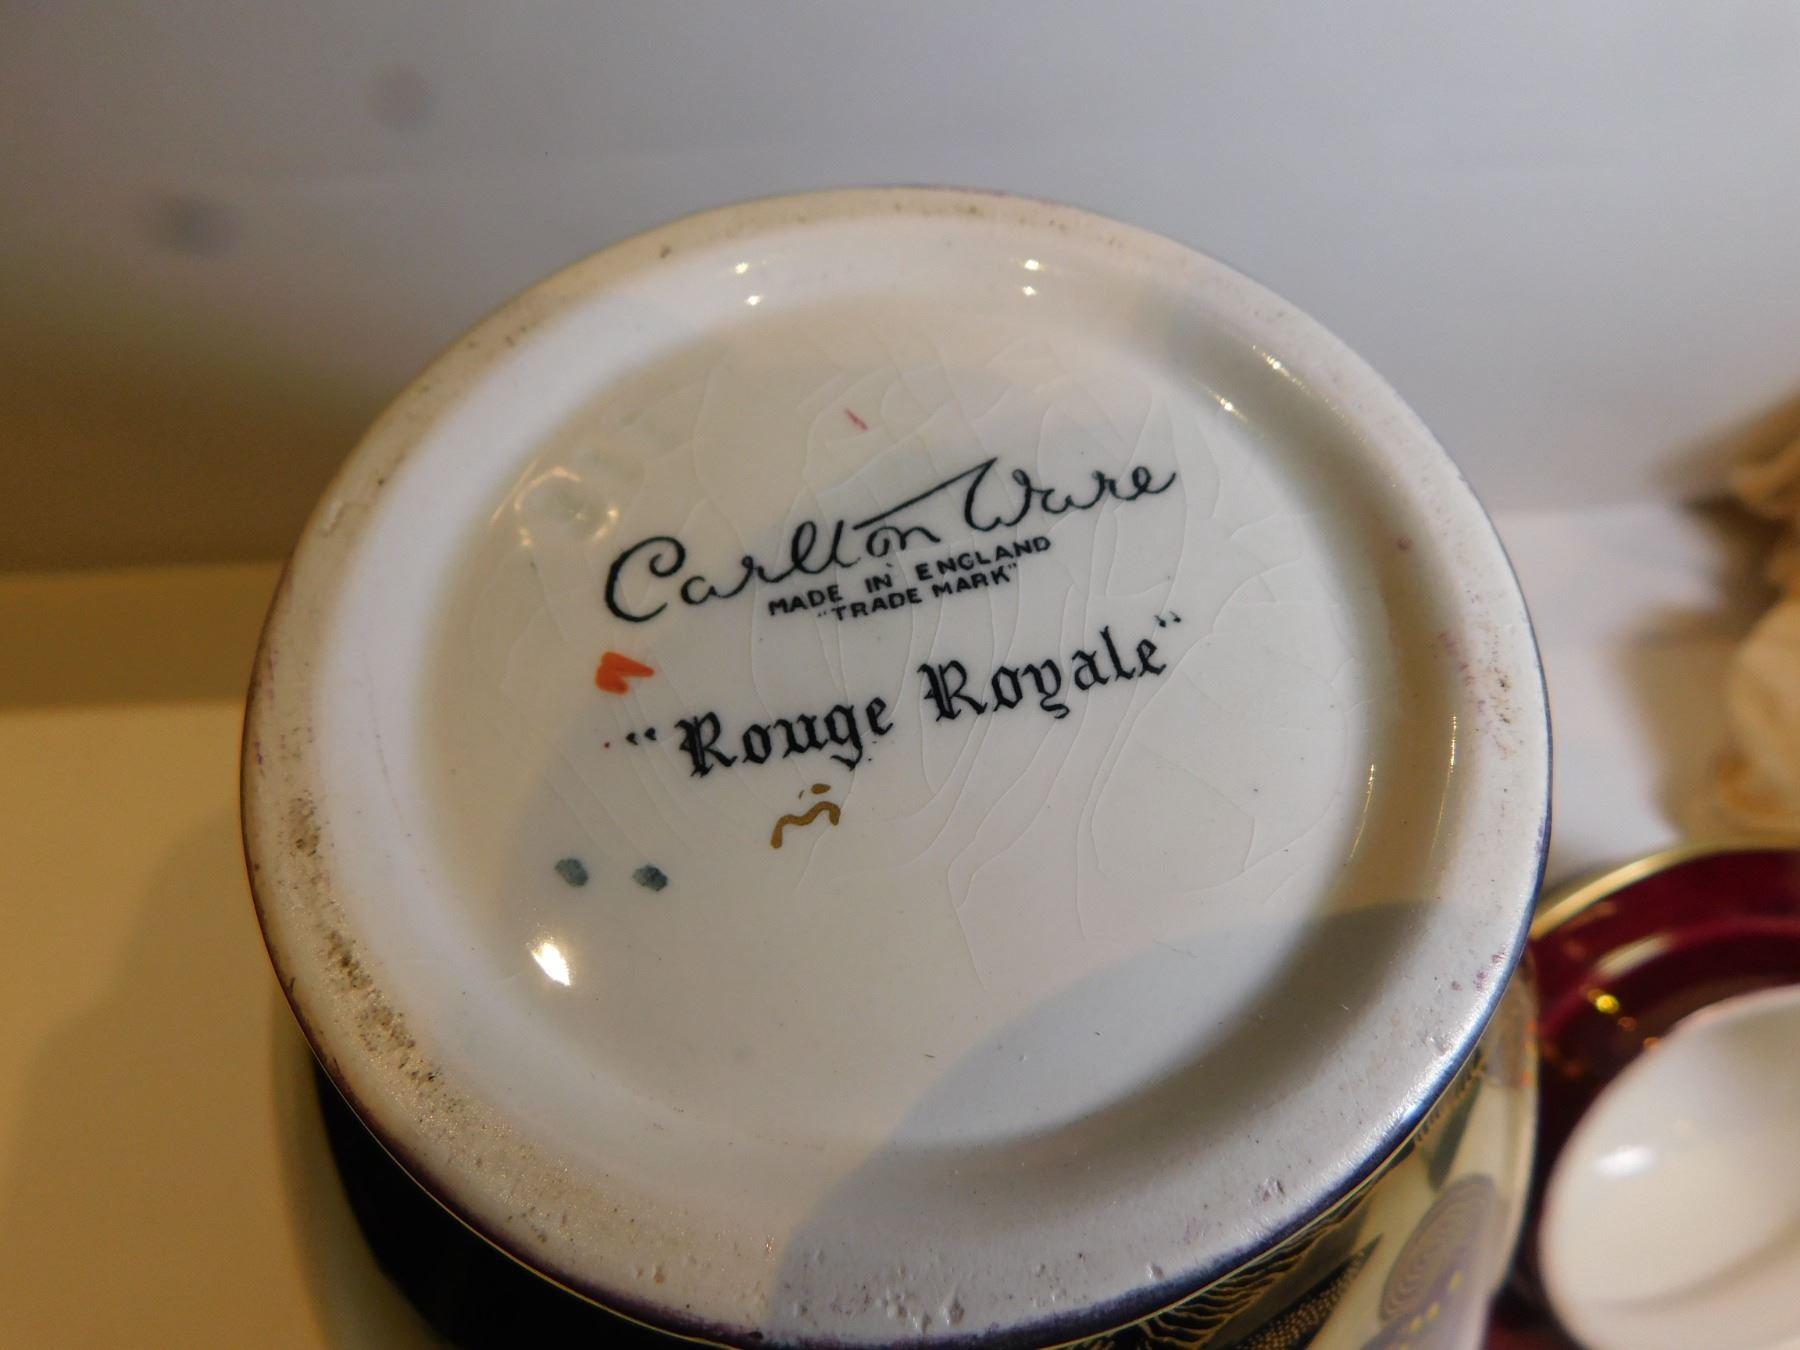 Carlton Ware
MADE IN ENGLAND
"TRADE MARK"
"Rouge Royale"